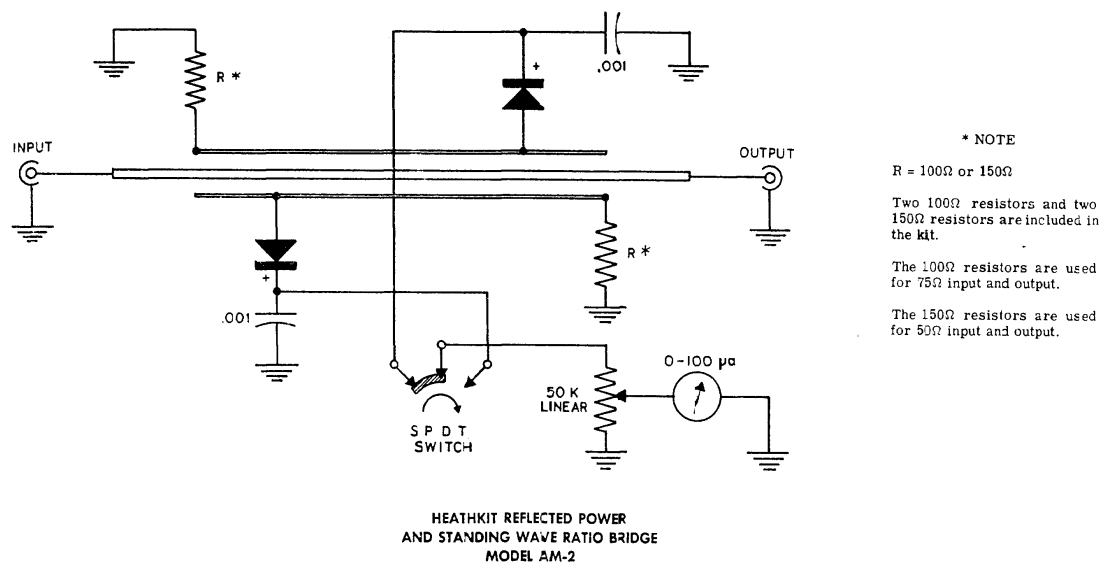 .001
+
R *
INPUT
OUTPUT
R *
+
.001
0-100 µa
50 K
LINEAR
S P D T
SWITCH
* NOTE
R = 100Ω or 150Ω
Two 100Ω resistors and two
150Ω resistors are included in
the kit.
The 100Ω resistors are used
for 75Ω input and output.
The 150Ω resistors are used
for 50Ω input and output.
HEATHKIT REFLECTED POWER
AND STANDING WAVE RATIO BRIDGE
MODEL AM-2